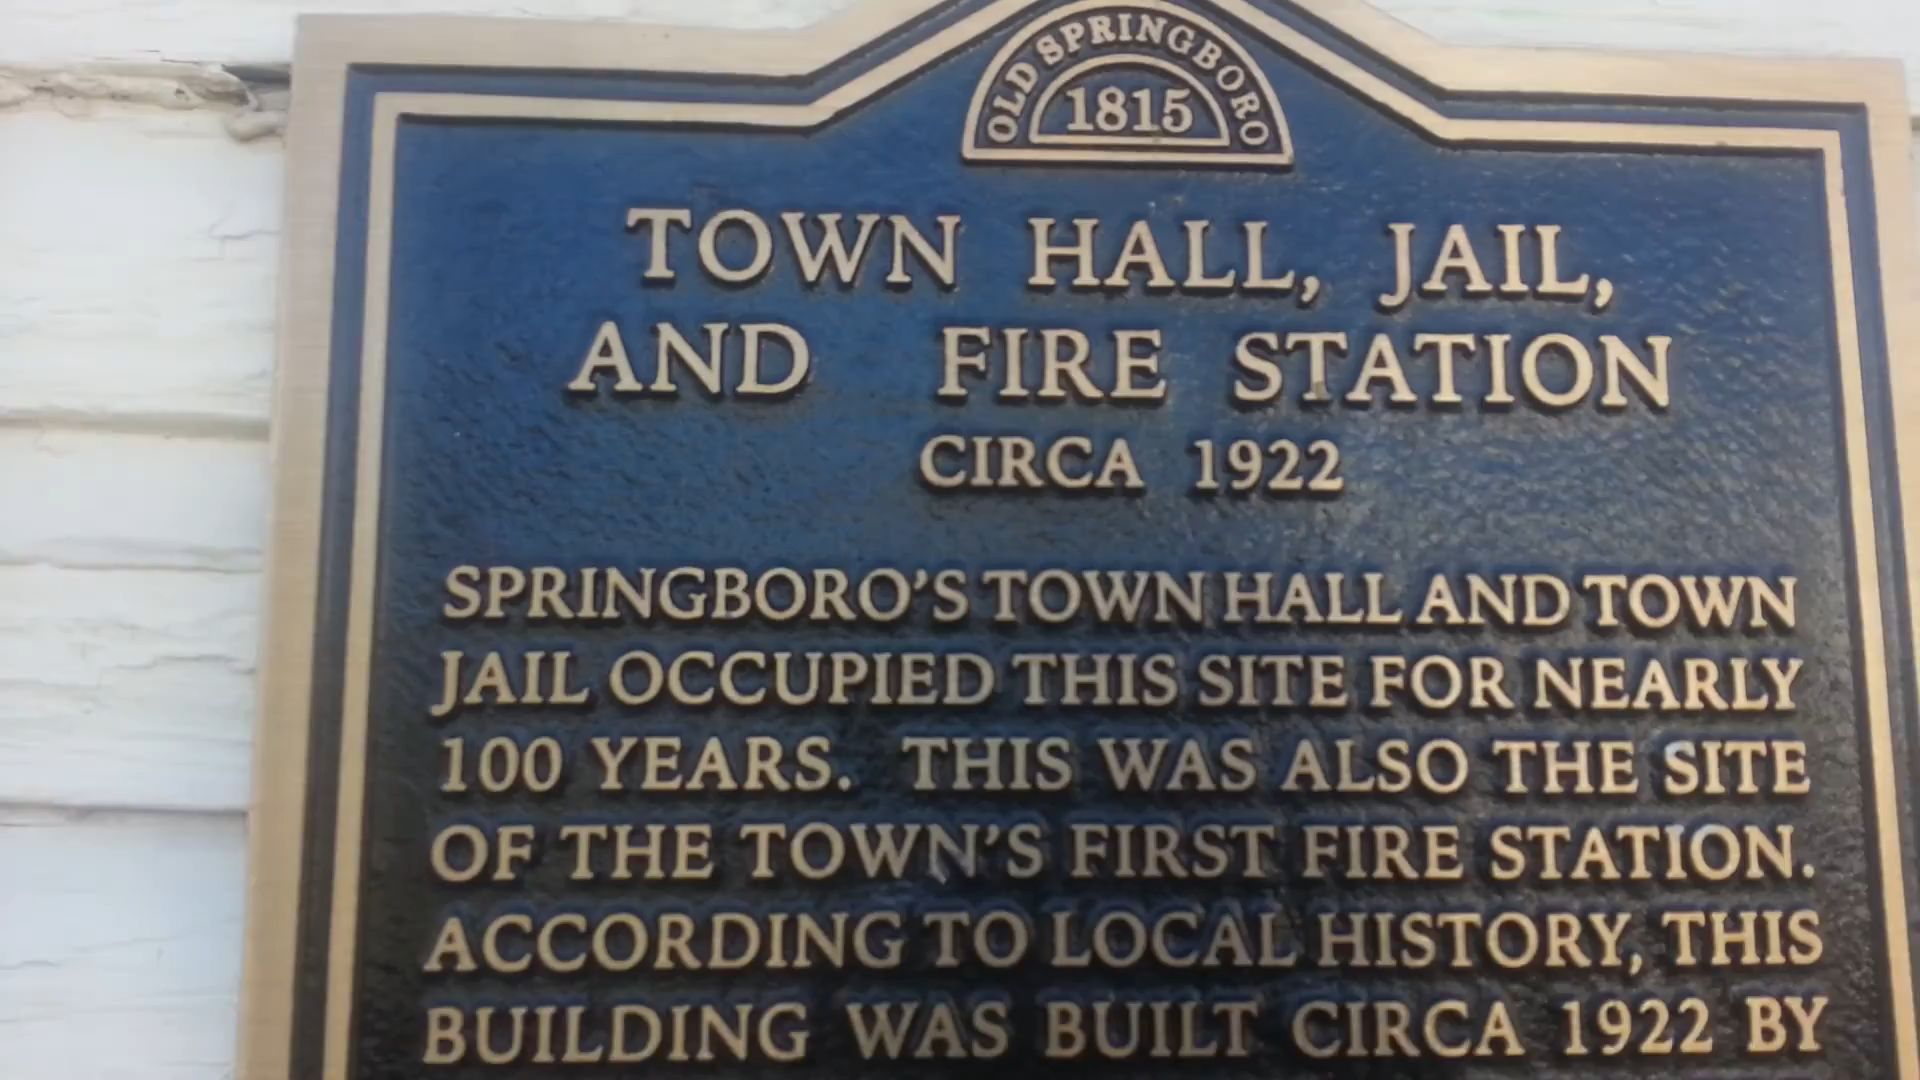 OLD SPRINGBORO
1815
TOWN HALL, JAIL,
AND FIRE STATION
CIRCA 1922
SPRINGBORO'S TOWN HALL AND TOWN
JAIL OCCUPIED THIS SITE FOR NEARLY
100 YEARS. THIS WAS ALSO THE SITE
OF THE TOWN'S FIRST FIRE STATION.
ACCORDING TO LOCAL HISTORY, THIS
BUILDING WAS BUILT CIRCA 1922 BY